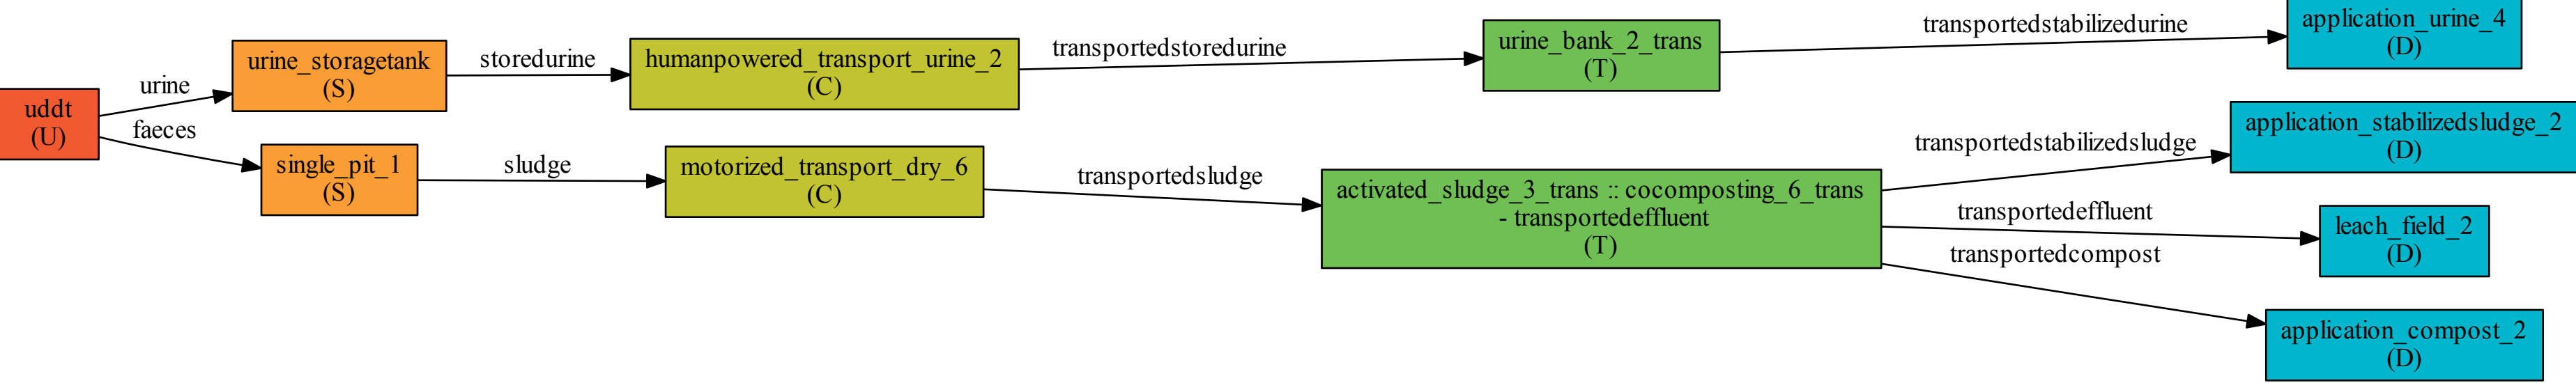 uddt
(U)
urine
faeces
urine_storagetank
(S)
single_pit_1
(S)
storedurine
sludge
humanpowered_transport_urine_2
(C)
motorized_transport_dry_6
(C)
transportedstoredurine
transportedsludge
urine_bank_2_trans
(T)
activated_sludge_3_trans :: cocomposting_6_trans
- transportedeffluent
(T)
transportedstabilizedurine
transportedstabilizedsludge
transportedeffluent
transportedcompost
application_urine_4
(D)
application_stabilizedsludge_2
(D)
leach_field_2
(D)
application_compost_2
(D)